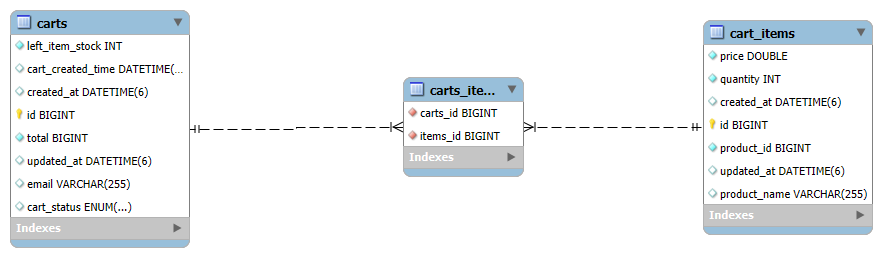 carts
left_item_stock INT
cart_created_time DATETIME(...
created_at DATETIME(6)
id BIGINT
total BIGINT
updated_at DATETIME(6)
email VARCHAR(255)
cart_status ENUM(...)
Indexes
carts_ite...
carts_id BIGINT
items_id BIGINT
Indexes
cart_items
price DOUBLE
quantity INT
created_at DATETIME(6)
id BIGINT
product_id BIGINT
updated_at DATETIME(6)
product_name VARCHAR(255)
Indexes